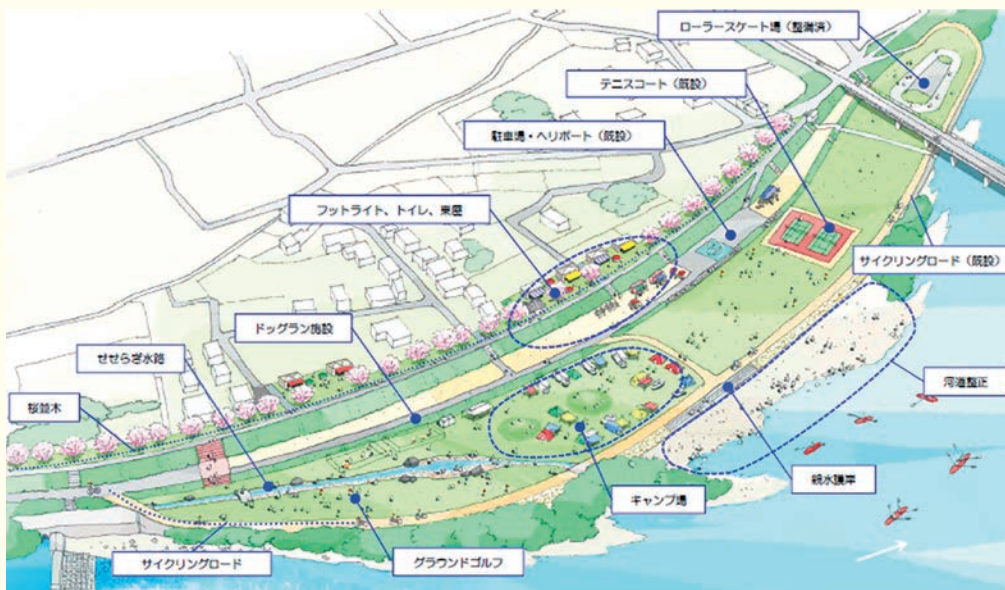 ローラースケート場（整備済）
テニスコート（既設）
駐車場・ヘリポート（既設）
フットライト、トイレ、東屋
サイクリングロード（既設）
ドッグラン施設
せせらぎ水路
河道整正
桜並木
親水護岸
キャンプ場
サイクリングロード
グラウンドゴルフ